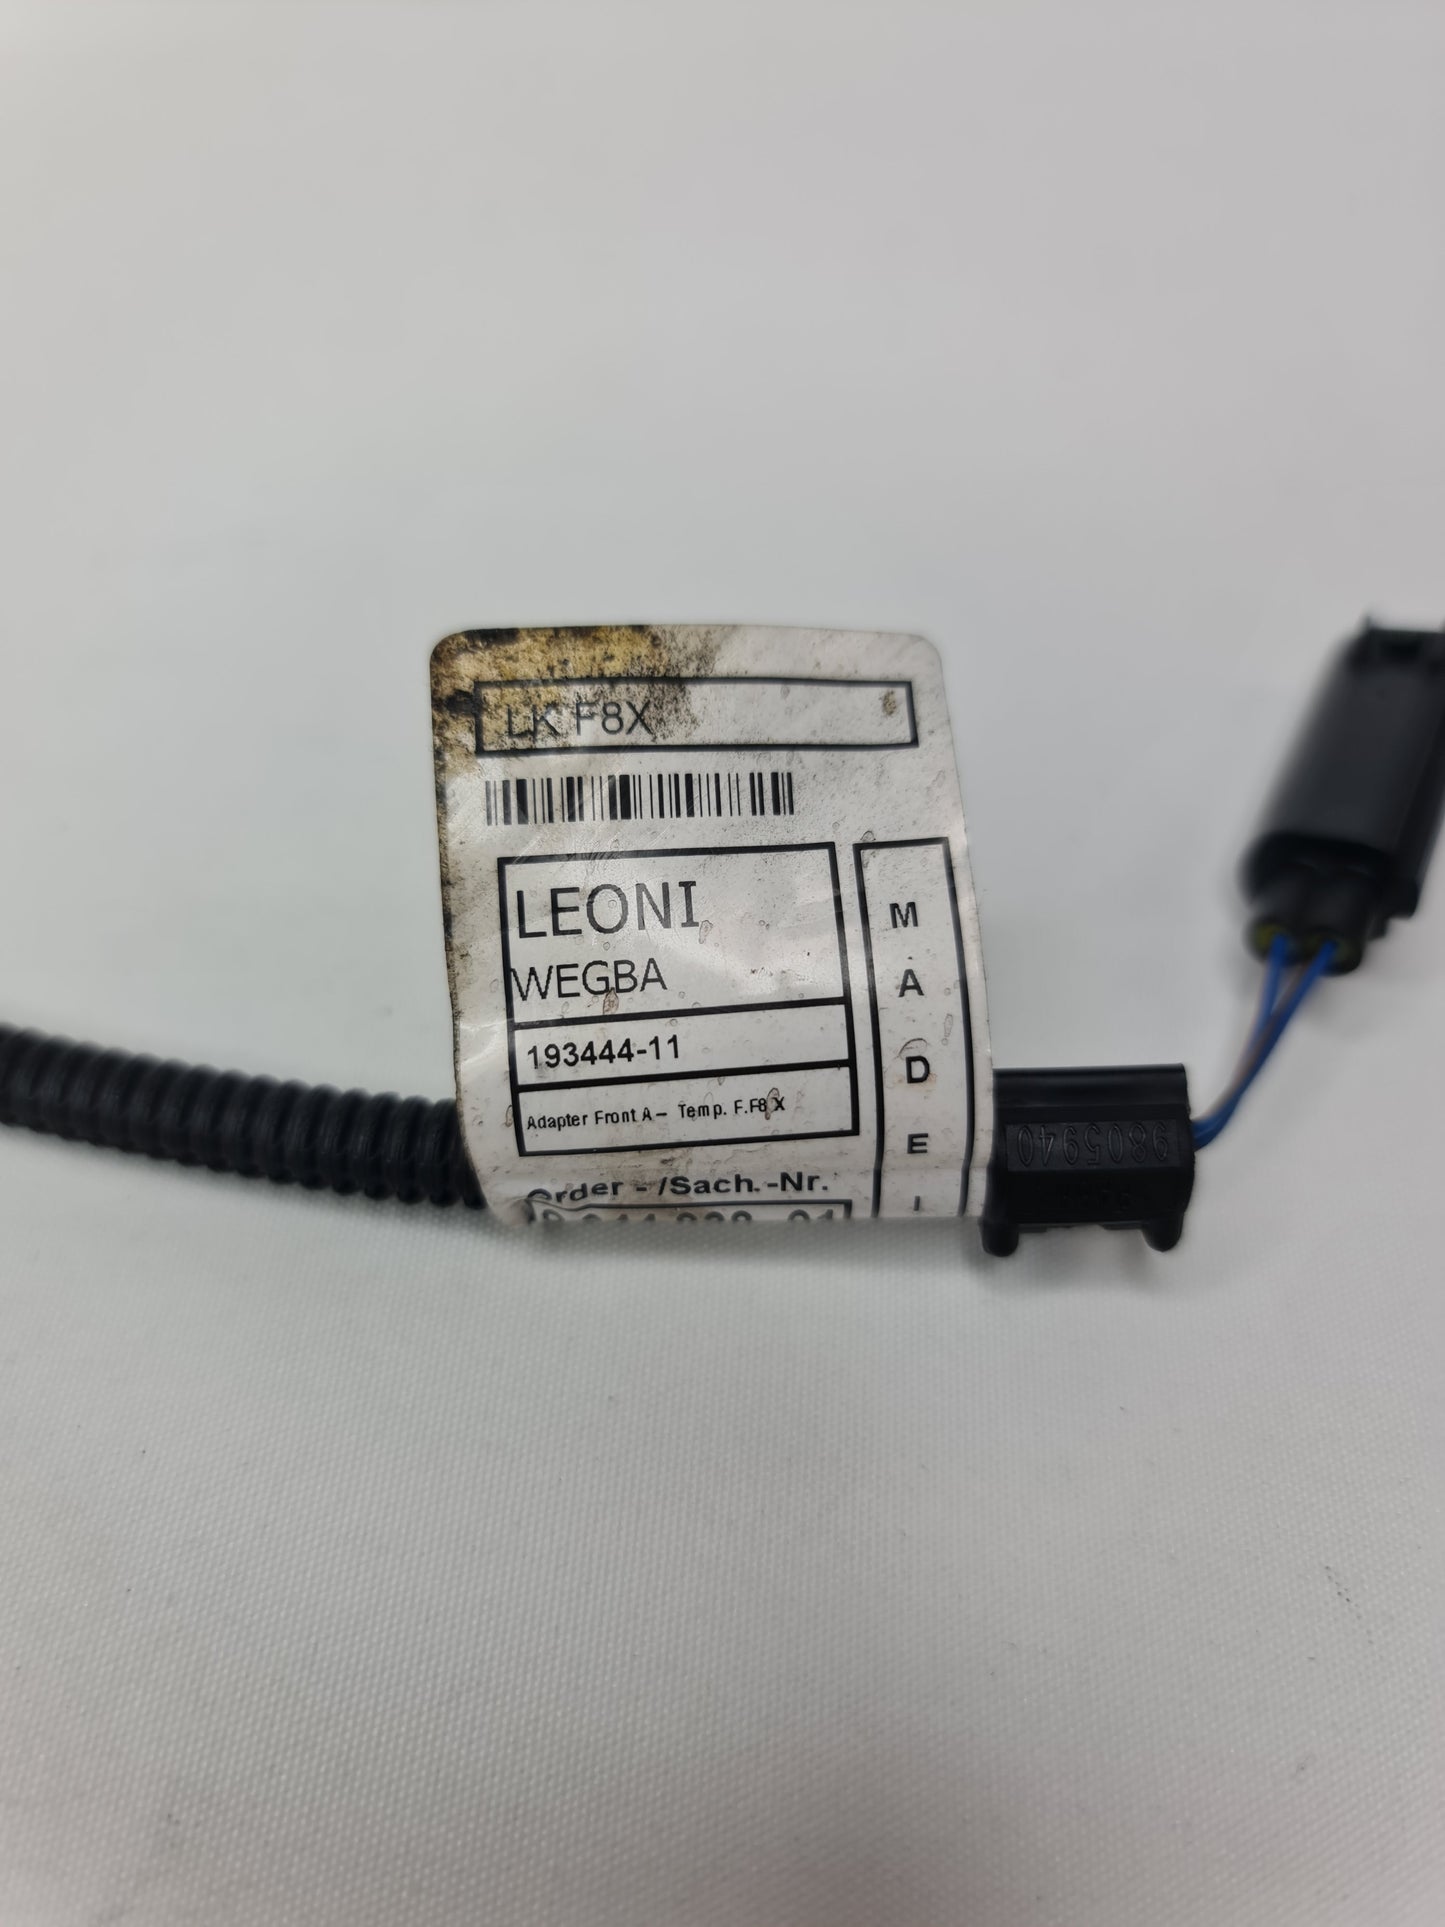 LK F8X
LEONI
WEGBA
193444-11
Adapter Front A- Temp. F.F8 X
Order - /Sach.-Nr.
M
A
D
E
I
9805940